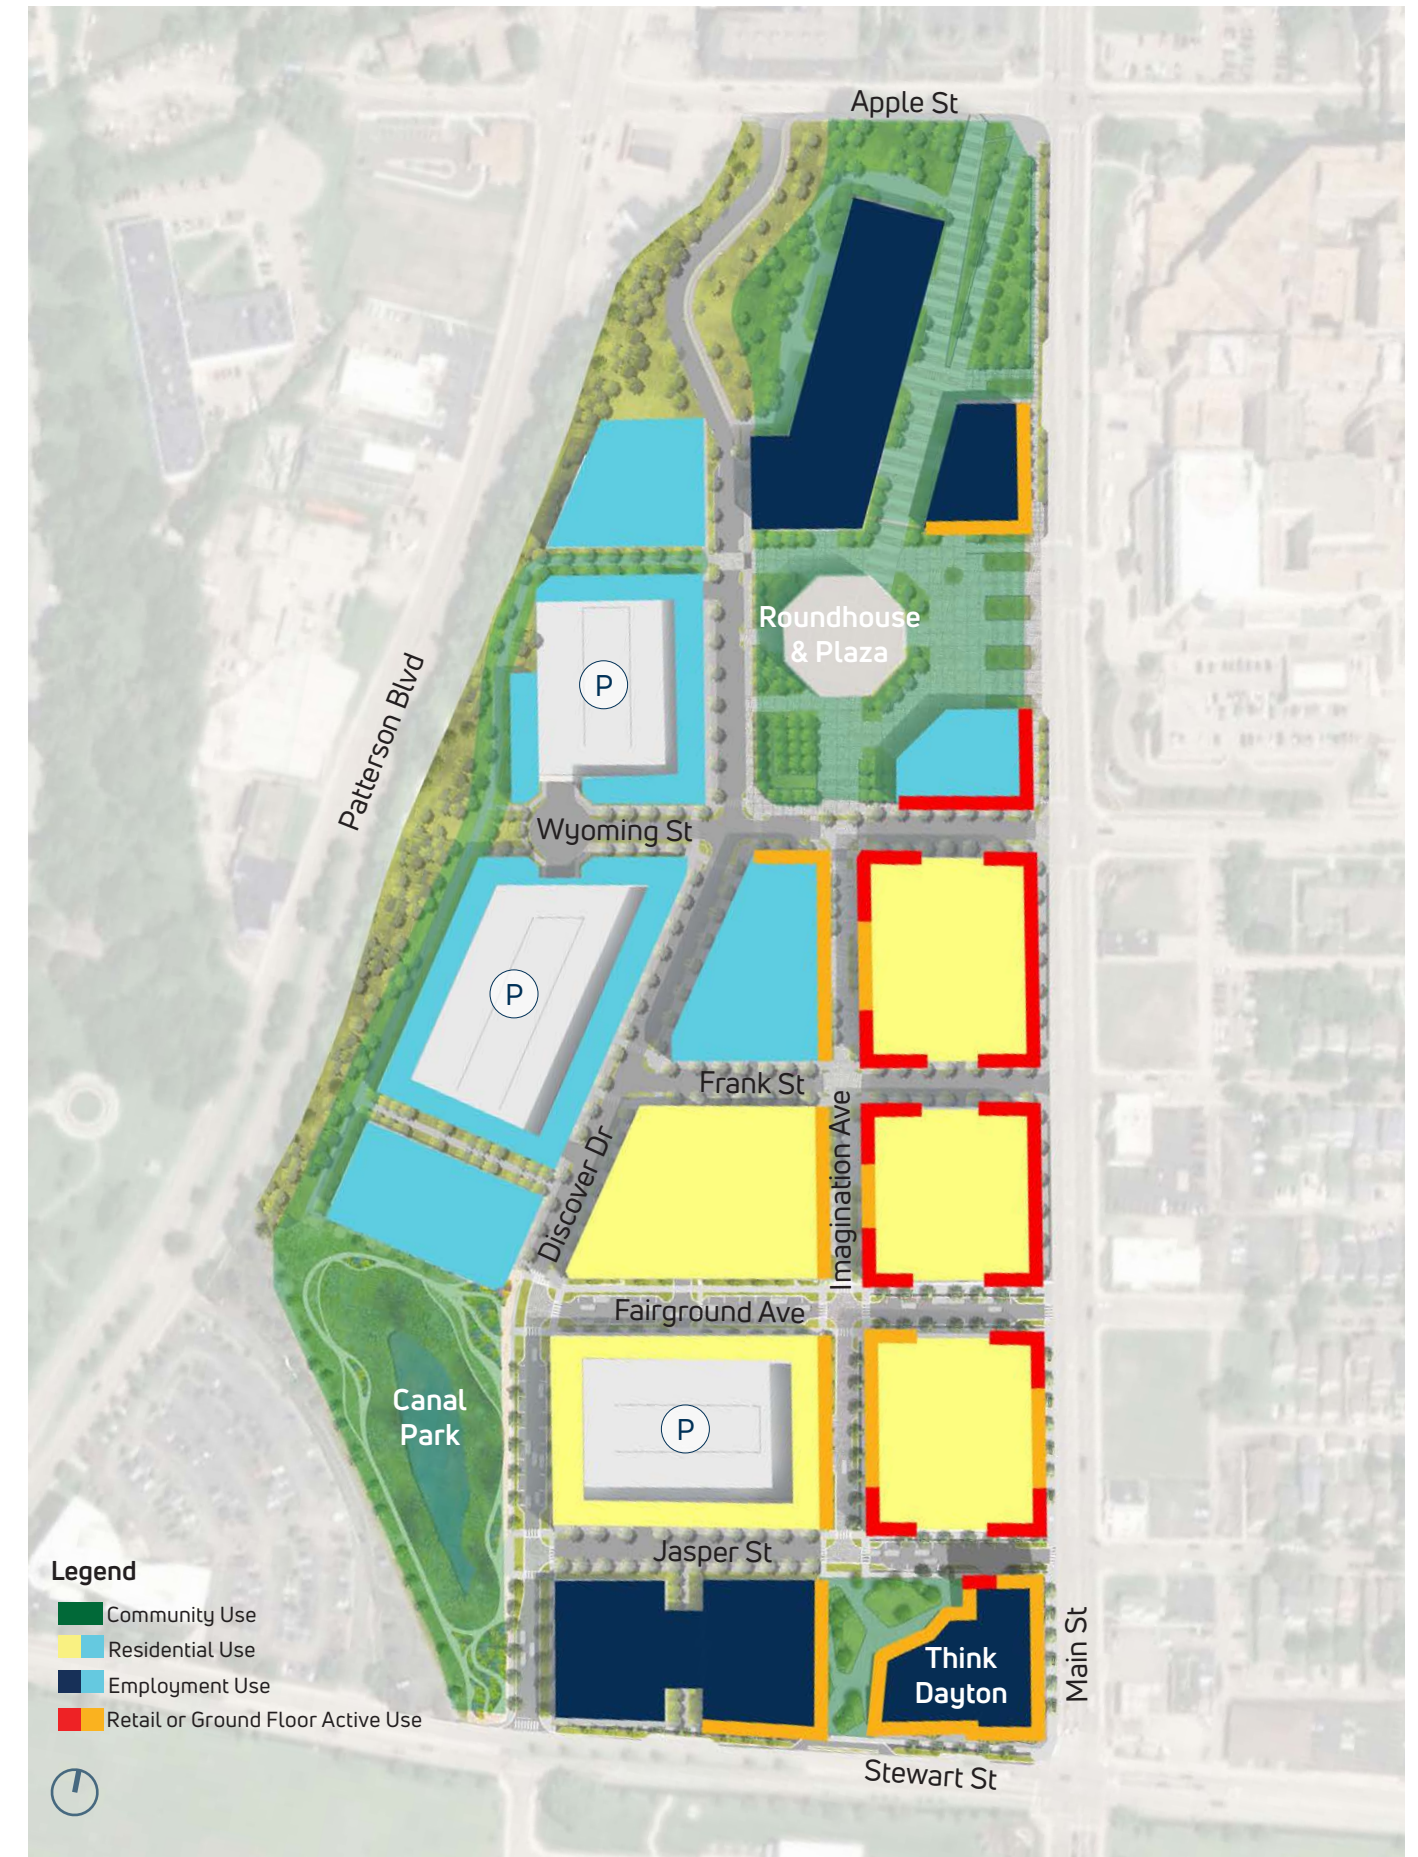 Apple St
Roundhouse
& Plaza
P
Patterson Blvd
Wyoming St
P
Frank St
Imagination Ave
Discover Dr
Fairground Ave
Canal
Park
P
Jasper St
Legend
Community Use
Residential Use
Employment Use
Retail or Ground Floor Active Use
Think
Dayton
Main St
Stewart St